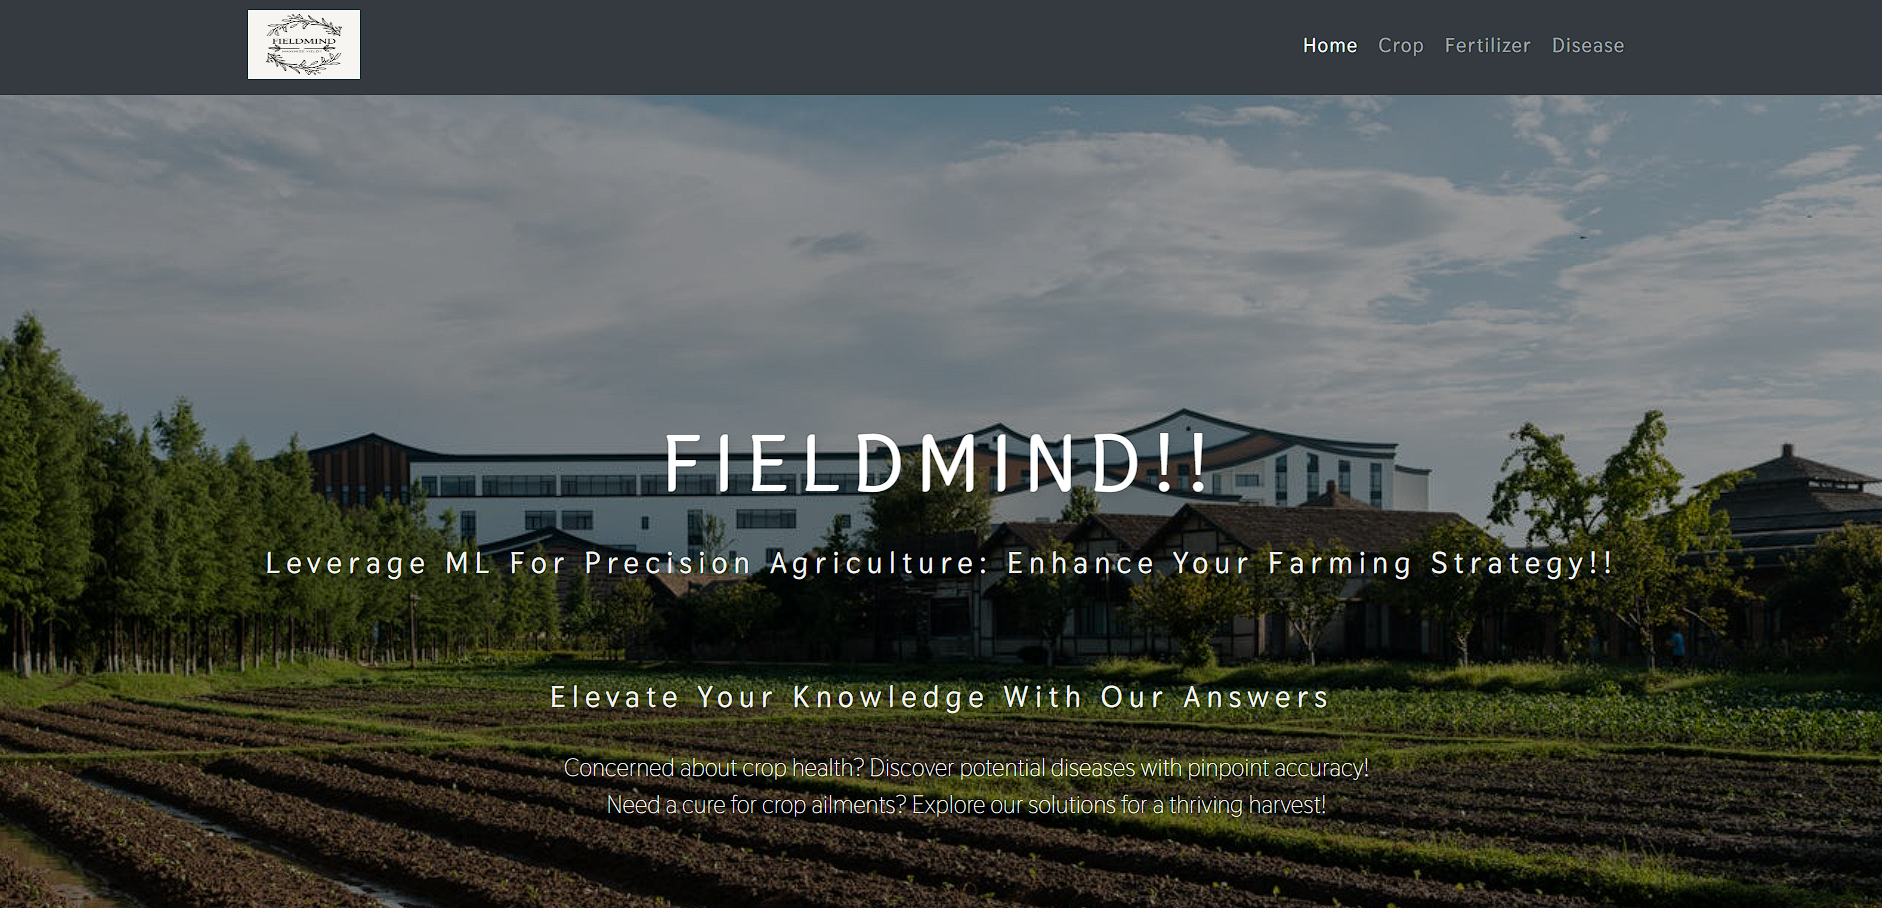 FIELDMIND
Home Crop Fertilizer Disease
FIELDMIND!!
Leverage ML For Precision Agriculture: Enhance Your Farming Strategy!!
Elevate Your Knowledge With Our Answers
Concerned about crop health? Discover potential diseases with pinpoint accuracy!
Need a cure for crop ailments? Explore our solutions for a thriving harvest!